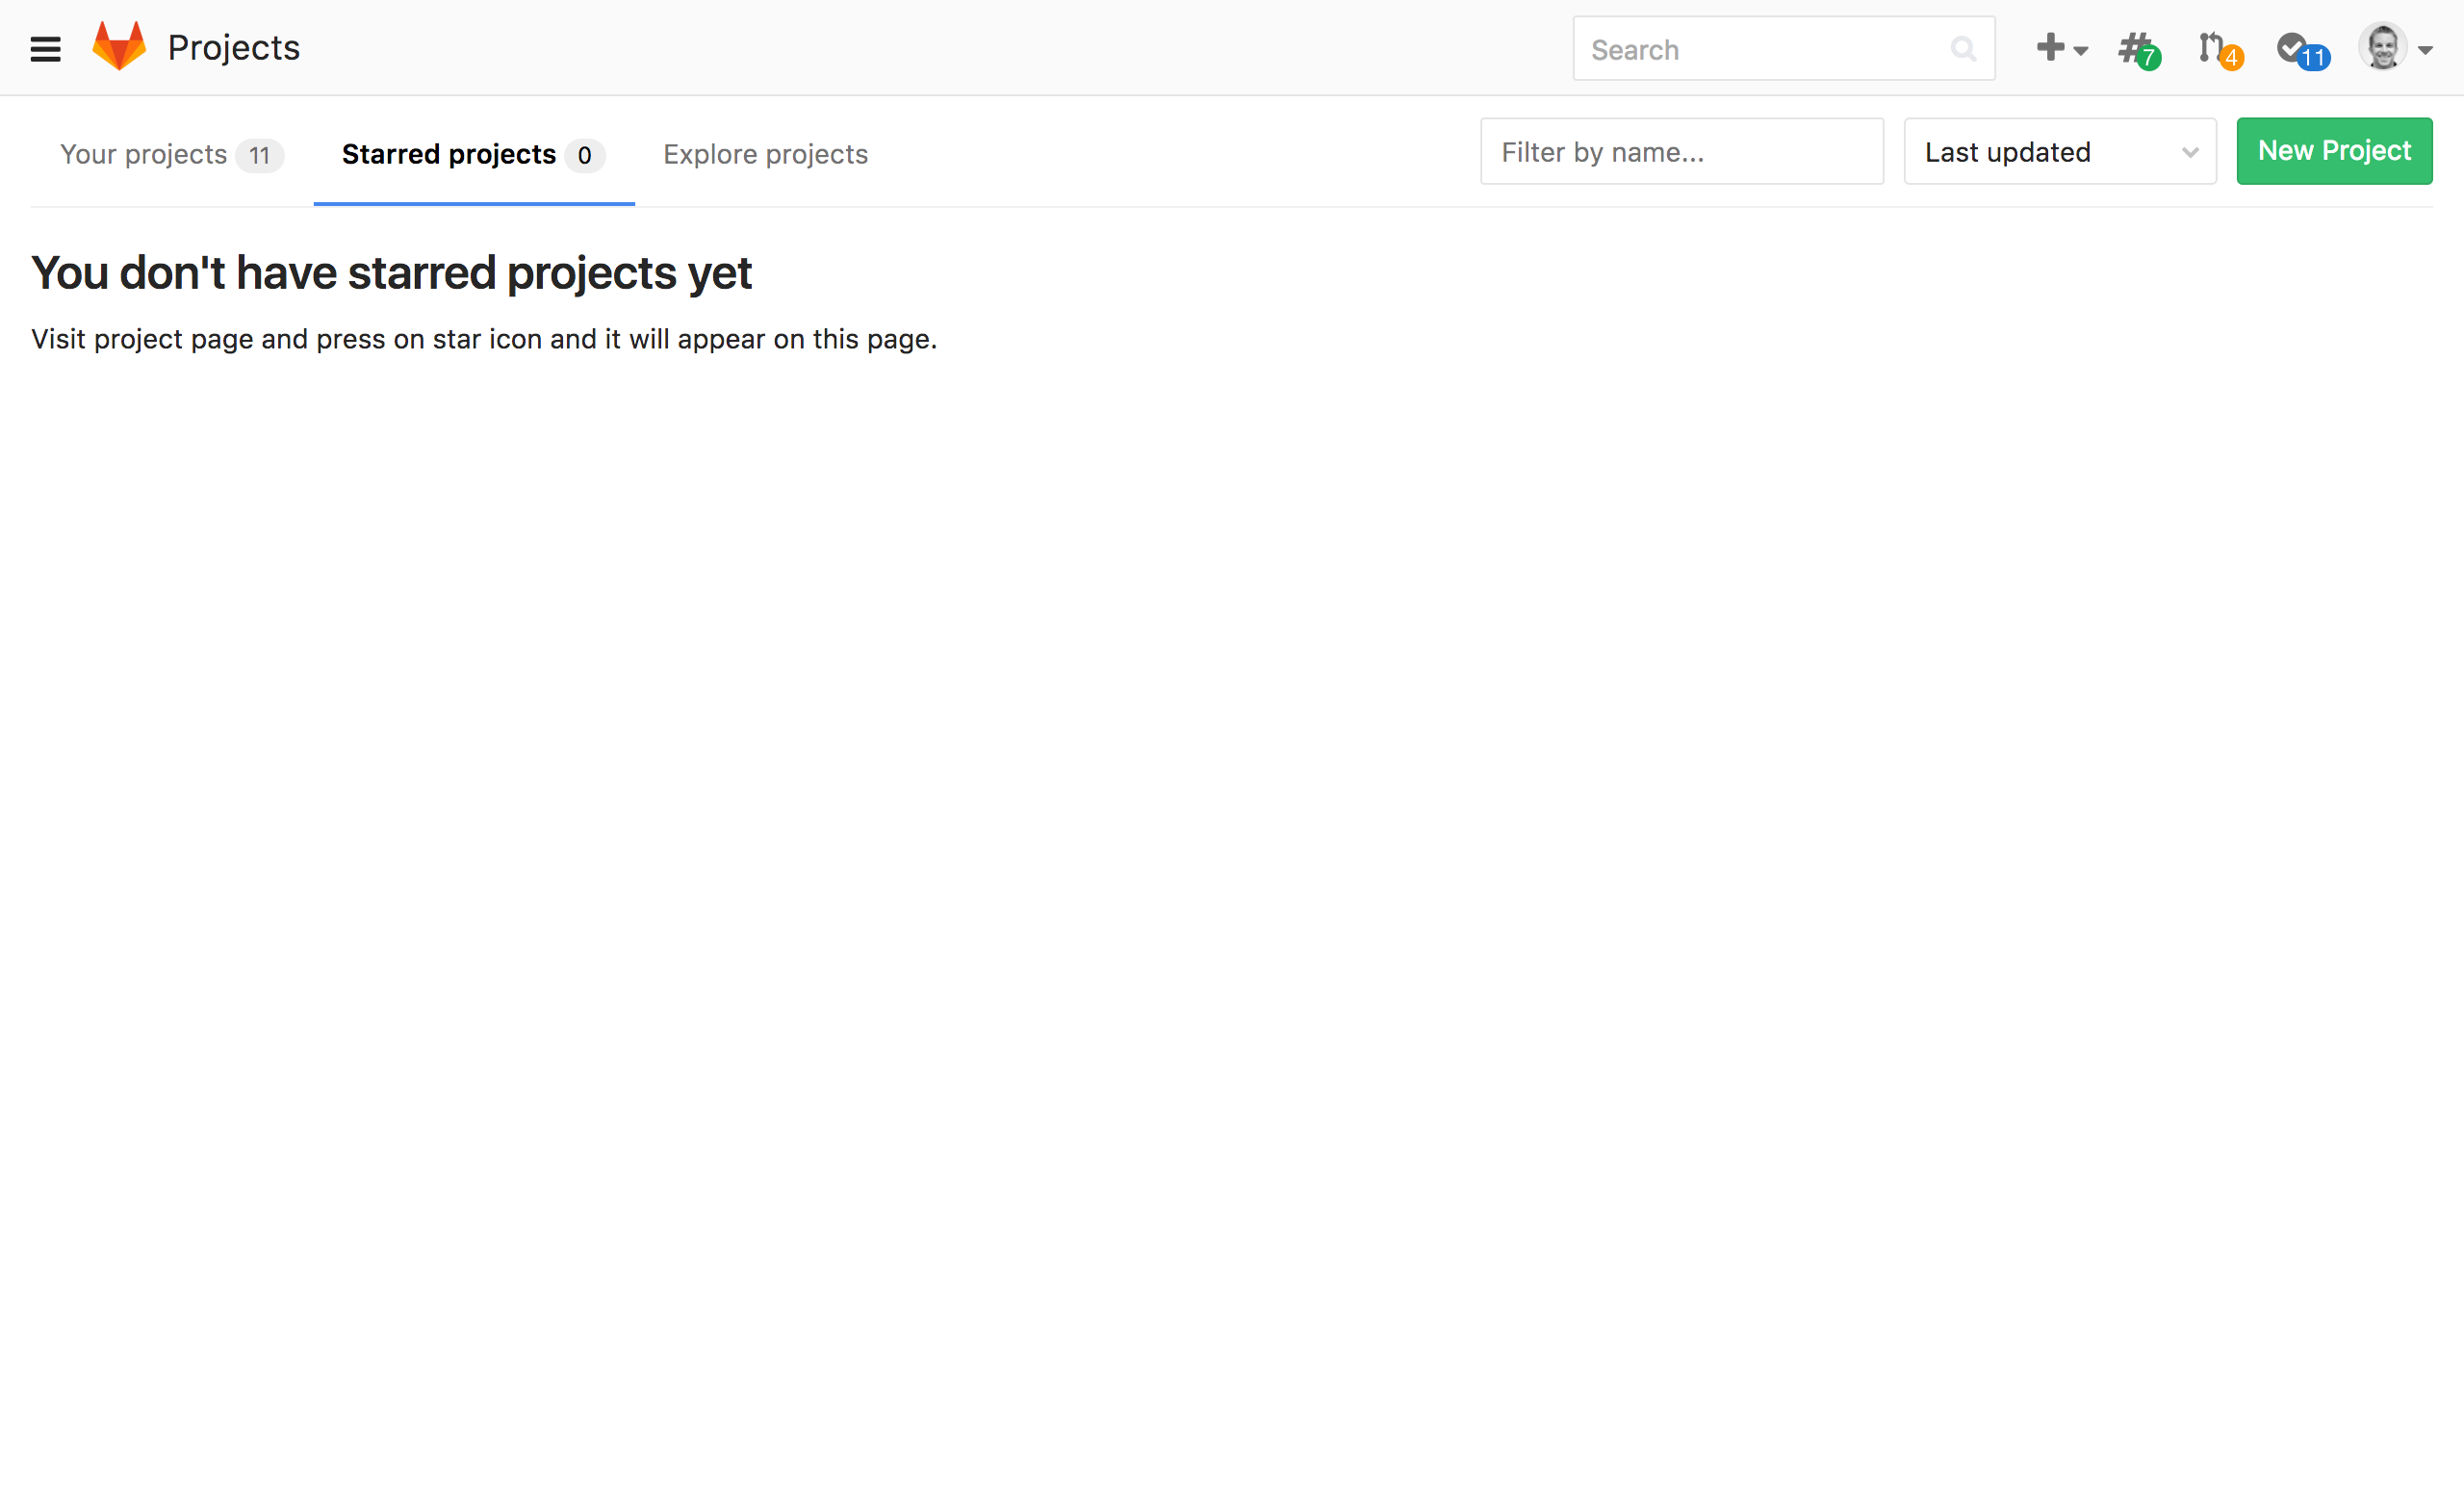 Projects
Search
7
4
11
Your projects 11
Starred projects 0
Explore projects
Filter by name...
Last updated
New Project
You don't have starred projects yet
Visit project page and press on star icon and it will appear on this page.